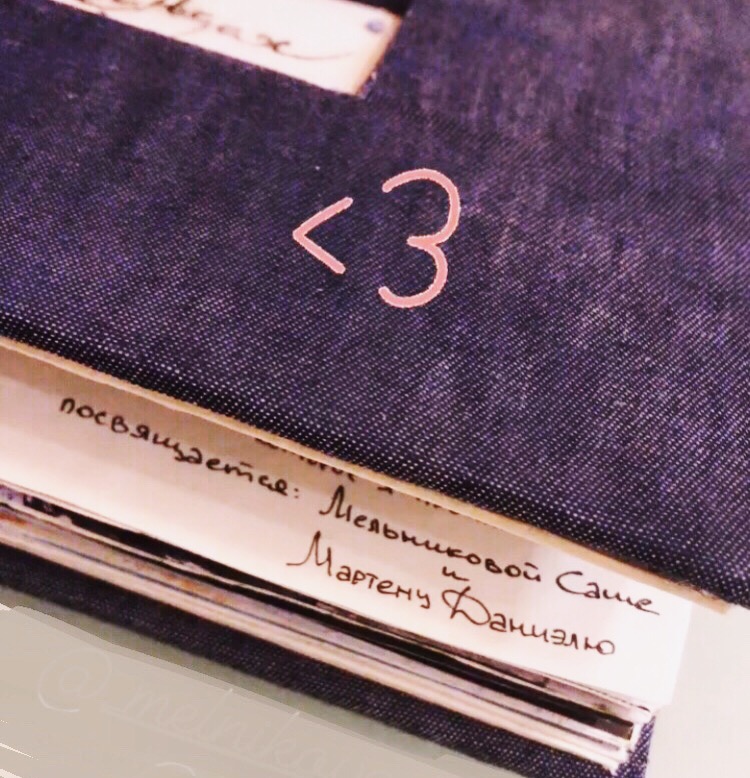 <3
посвящается: Мельниковой Саше
и
Мартену Даниэлю